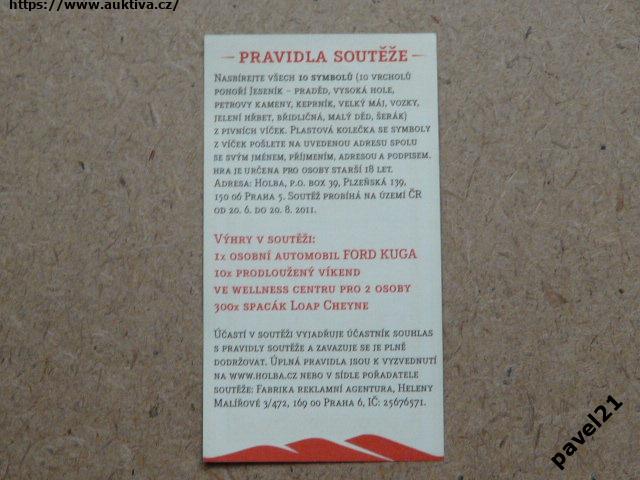 https://www.auktiva.cz/
– PRAVIDLA SOUTĚŽE –
Nasbírejte všech 10 symbolů (10 vrcholů
pohoří Jeseník – praděd, vysoká hole,
petrovy kameny, keprník, velký máj, vozky,
jelení hřbet, břidličná, malý děd, šerák)
z pivních víček. Plastová kolečka se symboly
z víček pošlete na uvedenou adresu spolu
se svým jménem, příjmením, adresou a podpisem.
hra je určena pro osoby starší 18 let.
Adresa: Holba, p.o. box 39, Plzeňská 139,
150 06 Praha 5. Soutěž probíhá na území ČR
od 20. 6. do 20. 8. 2011.
Výhry v soutěži:
1x osobní automobil FORD KUGA
10x prodloužený víkend
ve wellness centru pro 2 osoby
300x spacák Loap Cheyne
Účastí v soutěži vyjadřuje účastník souhlas
s pravidly soutěže a zavazuje se je plně
dodržovat. Úplná pravidla jsou k vyzvednutí
na www.holba.cz nebo v sídle pořadatele
soutěže: Fabrika reklamní agentura, Heleny
Malířové 3/472, 169 00 Praha 6, IČ: 25676571.
pavel21